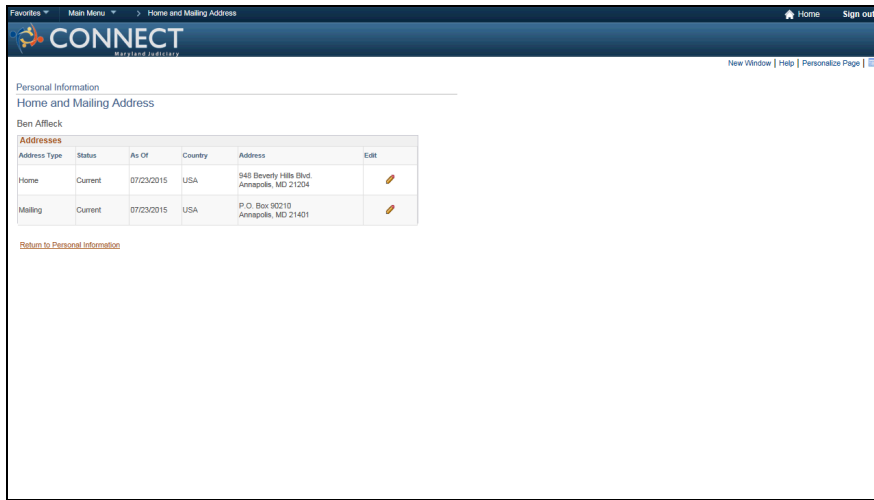 Favorites Main Menu > Home and Mailing Address Home Sign out
CONNECT
Maryland Judiciary
New Window | Help | Personalize Page |
Personal Information
Home and Mailing Address
Ben Affleck
Addresses
Address Type Status As Of Country Address Edit
Home Current 07/23/2015 USA 948 Beverly Hills Blvd.
Annapolis, MD 21204
Mailing Current 07/23/2015 USA P.O. Box 90210
Annapolis, MD 21401
Return to Personal Information